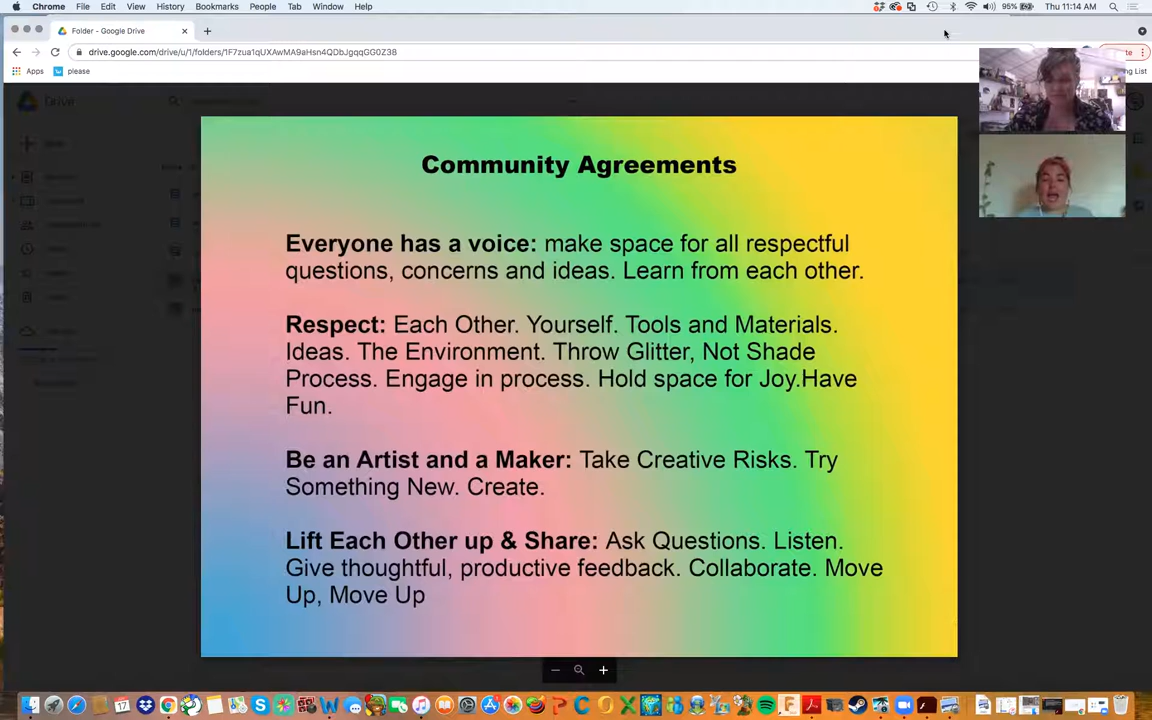 Chrome File Edit View History Bookmarks People Tab Window Help 95% Thu 11:14 AM
Folder - Google Drive
drive.google.com/drive/u/1/folders/1F7zua1qUXAwMA9aHsn4QDbJgqqGG0Z38
Apps please
Drive
Community Agreements
Everyone has a voice: make space for all respectful
questions, concerns and ideas. Learn from each other.
Respect: Each Other. Yourself. Tools and Materials.
Ideas. The Environment. Throw Glitter, Not Shade
Process. Engage in process. Hold space for Joy.Have
Fun.
Be an Artist and a Maker: Take Creative Risks. Try
Something New. Create.
Lift Each Other up & Share: Ask Questions. Listen.
Give thoughtful, productive feedback. Collaborate. Move
Up, Move Up